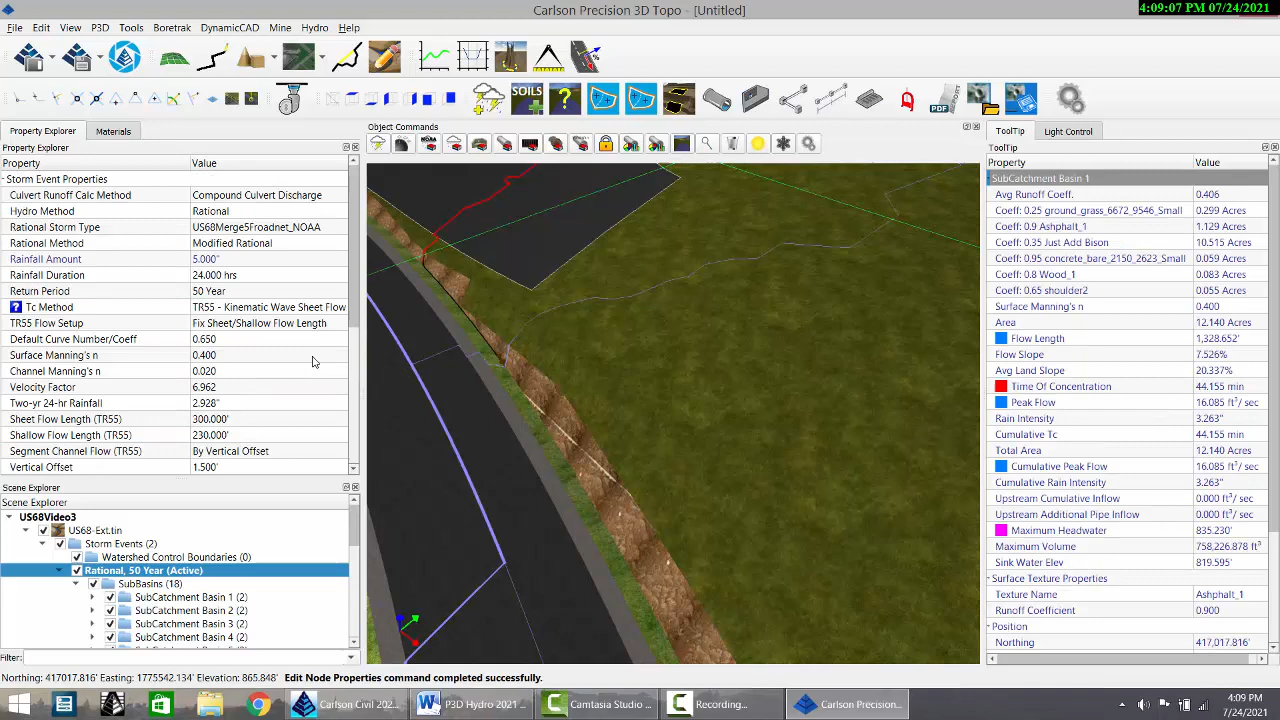 Carlson Precision 3D Topo - [Untitled]
4:09:07 PM 07/24/2021
File Edit View P3D Tools Boretrak DynamicCAD Mine Hydro Help
SOILS
PDF
Property Explorer Materials
Property Explorer
Property Value
Storm Event Properties
Culvert Runoff Calc Method Compound Culvert Discharge
Hydro Method Rational
Rational Storm Type US68Merge5Froadnet_NOAA
Rational Method Modified Rational
Rainfall Amount 5.000"
Rainfall Duration 24.000 hrs
Return Period 50 Year
Tc Method TR55 - Kinematic Wave Sheet Flow
TR55 Flow Setup Fix Sheet/Shallow Flow Length
Default Curve Number/Coeff 0.650
Surface Manning's n 0.400
Channel Manning's n 0.020
Velocity Factor 6.962
Two-yr 24-hr Rainfall 2.928"
Sheet Flow Length (TR55) 300.000'
Shallow Flow Length (TR55) 230.000'
Segment Channel Flow (TR55) By Vertical Offset
Vertical Offset 1.500'
Scene Explorer
Scene Explorer
US68Video3
US68-Ext.tin
Storm Events (2)
Watershed Control Boundaries (0)
Rational, 50 Year (Active)
SubBasins (18)
SubCatchment Basin 1 (2)
SubCatchment Basin 2 (2)
SubCatchment Basin 3 (2)
SubCatchment Basin 4 (2)
Filter:
Object Commands
NOAA
ToolTip Light Control
ToolTip
Property Value
SubCatchment Basin 1
Avg Runoff Coeff. 0.406
Coeff: 0.25 ground_grass_6672_9546_Small 0.299 Acres
Coeff: 0.9 Ashphalt_1 1.129 Acres
Coeff: 0.35 Just Add Bison 10.515 Acres
Coeff: 0.95 concrete_bare_2150_2623_Small 0.059 Acres
Coeff: 0.8 Wood_1 0.083 Acres
Coeff: 0.65 shoulder2 0.055 Acres
Surface Manning's n 0.400
Area 12.140 Acres
Flow Length 1,328.652'
Flow Slope 7.526%
Avg Land Slope 20.337%
Time Of Concentration 44.155 min
Peak Flow 16.085 ft³/ sec
Rain Intensity 3.263"
Cumulative Tc 44.155 min
Total Area 12.140 Acres
Cumulative Peak Flow 16.085 ft³/ sec
Cumulative Rain Intensity 3.263"
Upstream Cumulative Inflow 0.000 ft³/ sec
Upstream Additional Pipe Inflow 0.000 ft³/ sec
Maximum Headwater 835.230'
Maximum Volume 758,226.878 ft³
Sink Water Elev 819.595'
Surface Texture Properties
Texture Name Ashphalt_1
Runoff Coefficient 0.900
Position
Northing 417,017.816'
Northing: 417017.816' Easting: 1775542.134' Elevation: 865.848' Edit Node Properties command completed successfully.
Carlson Civil 202... P3D Hydro 2021 ... Camtasia Studio ... Recording... Carlson Precision...
4:09 PM
7/24/2021